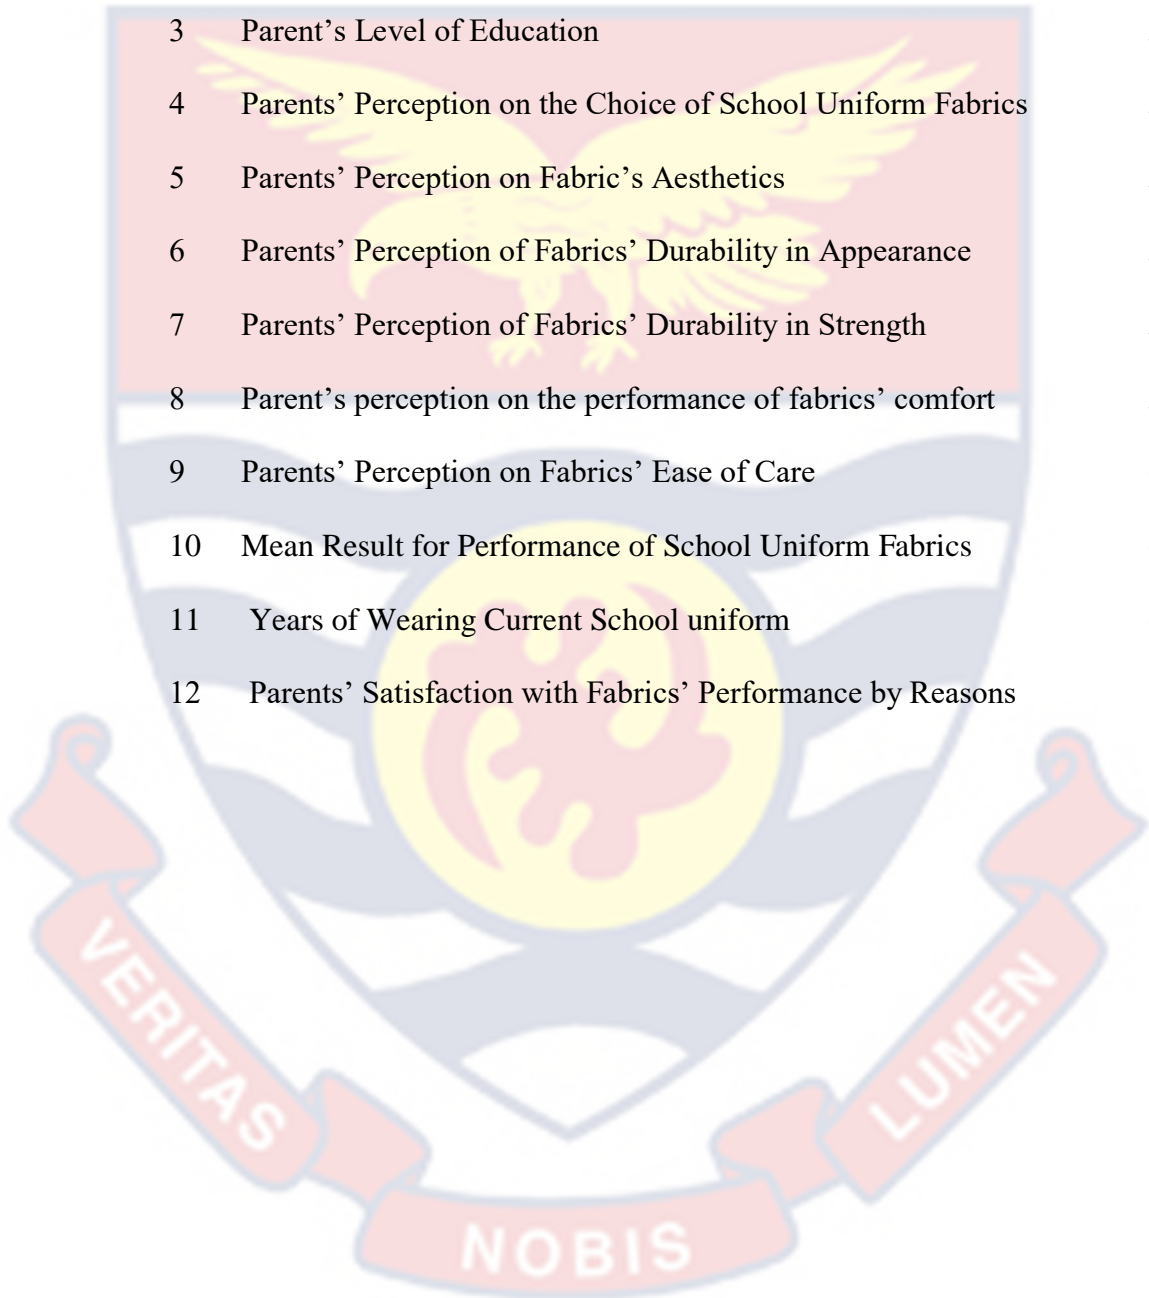 3 Parent’s Level of Education
4 Parents’ Perception on the Choice of School Uniform Fabrics
5 Parents’ Perception on Fabric’s Aesthetics
6 Parents’ Perception of Fabrics’ Durability in Appearance
7 Parents’ Perception of Fabrics’ Durability in Strength
8 Parent’s perception on the performance of fabrics’ comfort
9 Parents’ Perception on Fabrics’ Ease of Care
10 Mean Result for Performance of School Uniform Fabrics
11 Years of Wearing Current School uniform
12 Parents’ Satisfaction with Fabrics’ Performance by Reasons
VERITAS
NOBIS
LUMEN